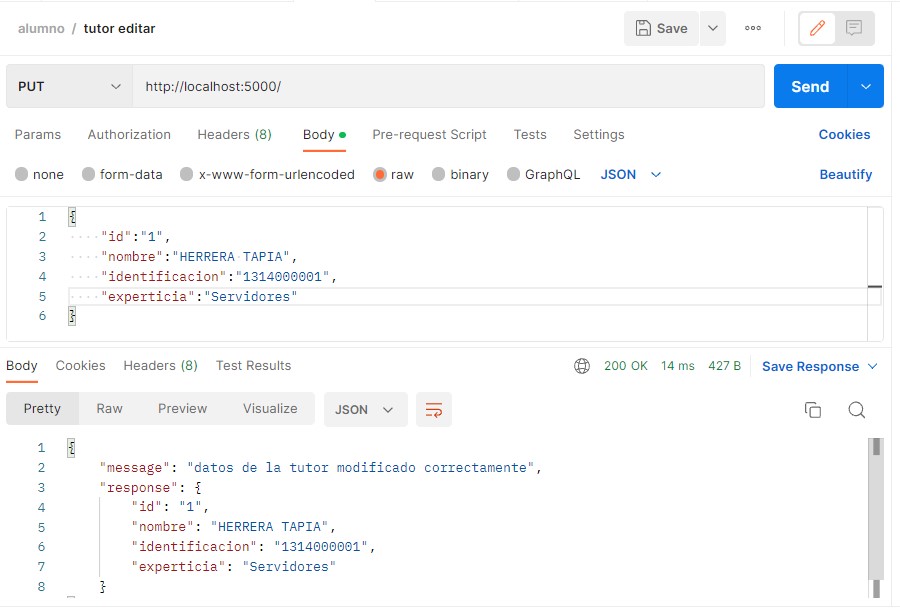 alumno / tutor editar
Save
PUT http://localhost:5000/ Send
Params Authorization Headers (8) Body Pre-request Script Tests Settings Cookies
none form-data x-www-form-urlencoded raw binary GraphQL JSON Beautify
1 {
2 "id":"1",
3 "nombre":"HERRERA TAPIA",
4 "identificacion":"1314000001",
5 "experticia":"Servidores"
6 }
Body Cookies Headers (8) Test Results 200 OK 14 ms 427 B Save Response
Pretty Raw Preview Visualize JSON
1 {
2 "message": "datos de la tutor modificado correctamente",
3 "response": {
4 "id": "1",
5 "nombre": "HERRERA TAPIA",
6 "identificacion": "1314000001",
7 "experticia": "Servidores"
8 }